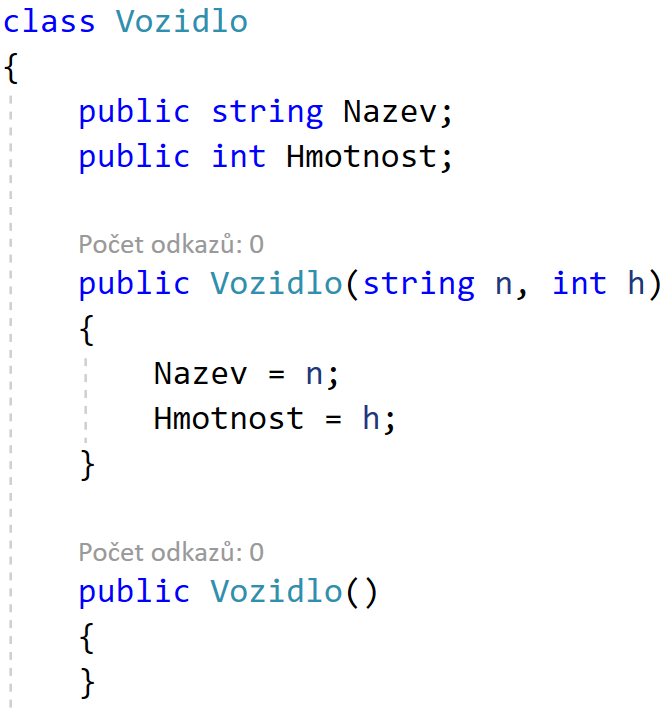 class Vozidlo
{
public string Nazev;
public int Hmotnost;
Počet odkazů: 0
public Vozidlo(string n, int h)
{
Nazev = n;
Hmotnost = h;
}
Počet odkazů: 0
public Vozidlo()
{
}